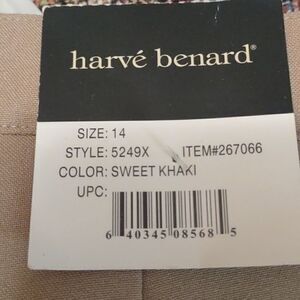 harvé benard®
SIZE: 14
STYLE: 5249X ITEM#267066
COLOR: SWEET KHAKI
UPC:
6 40345 08568 5